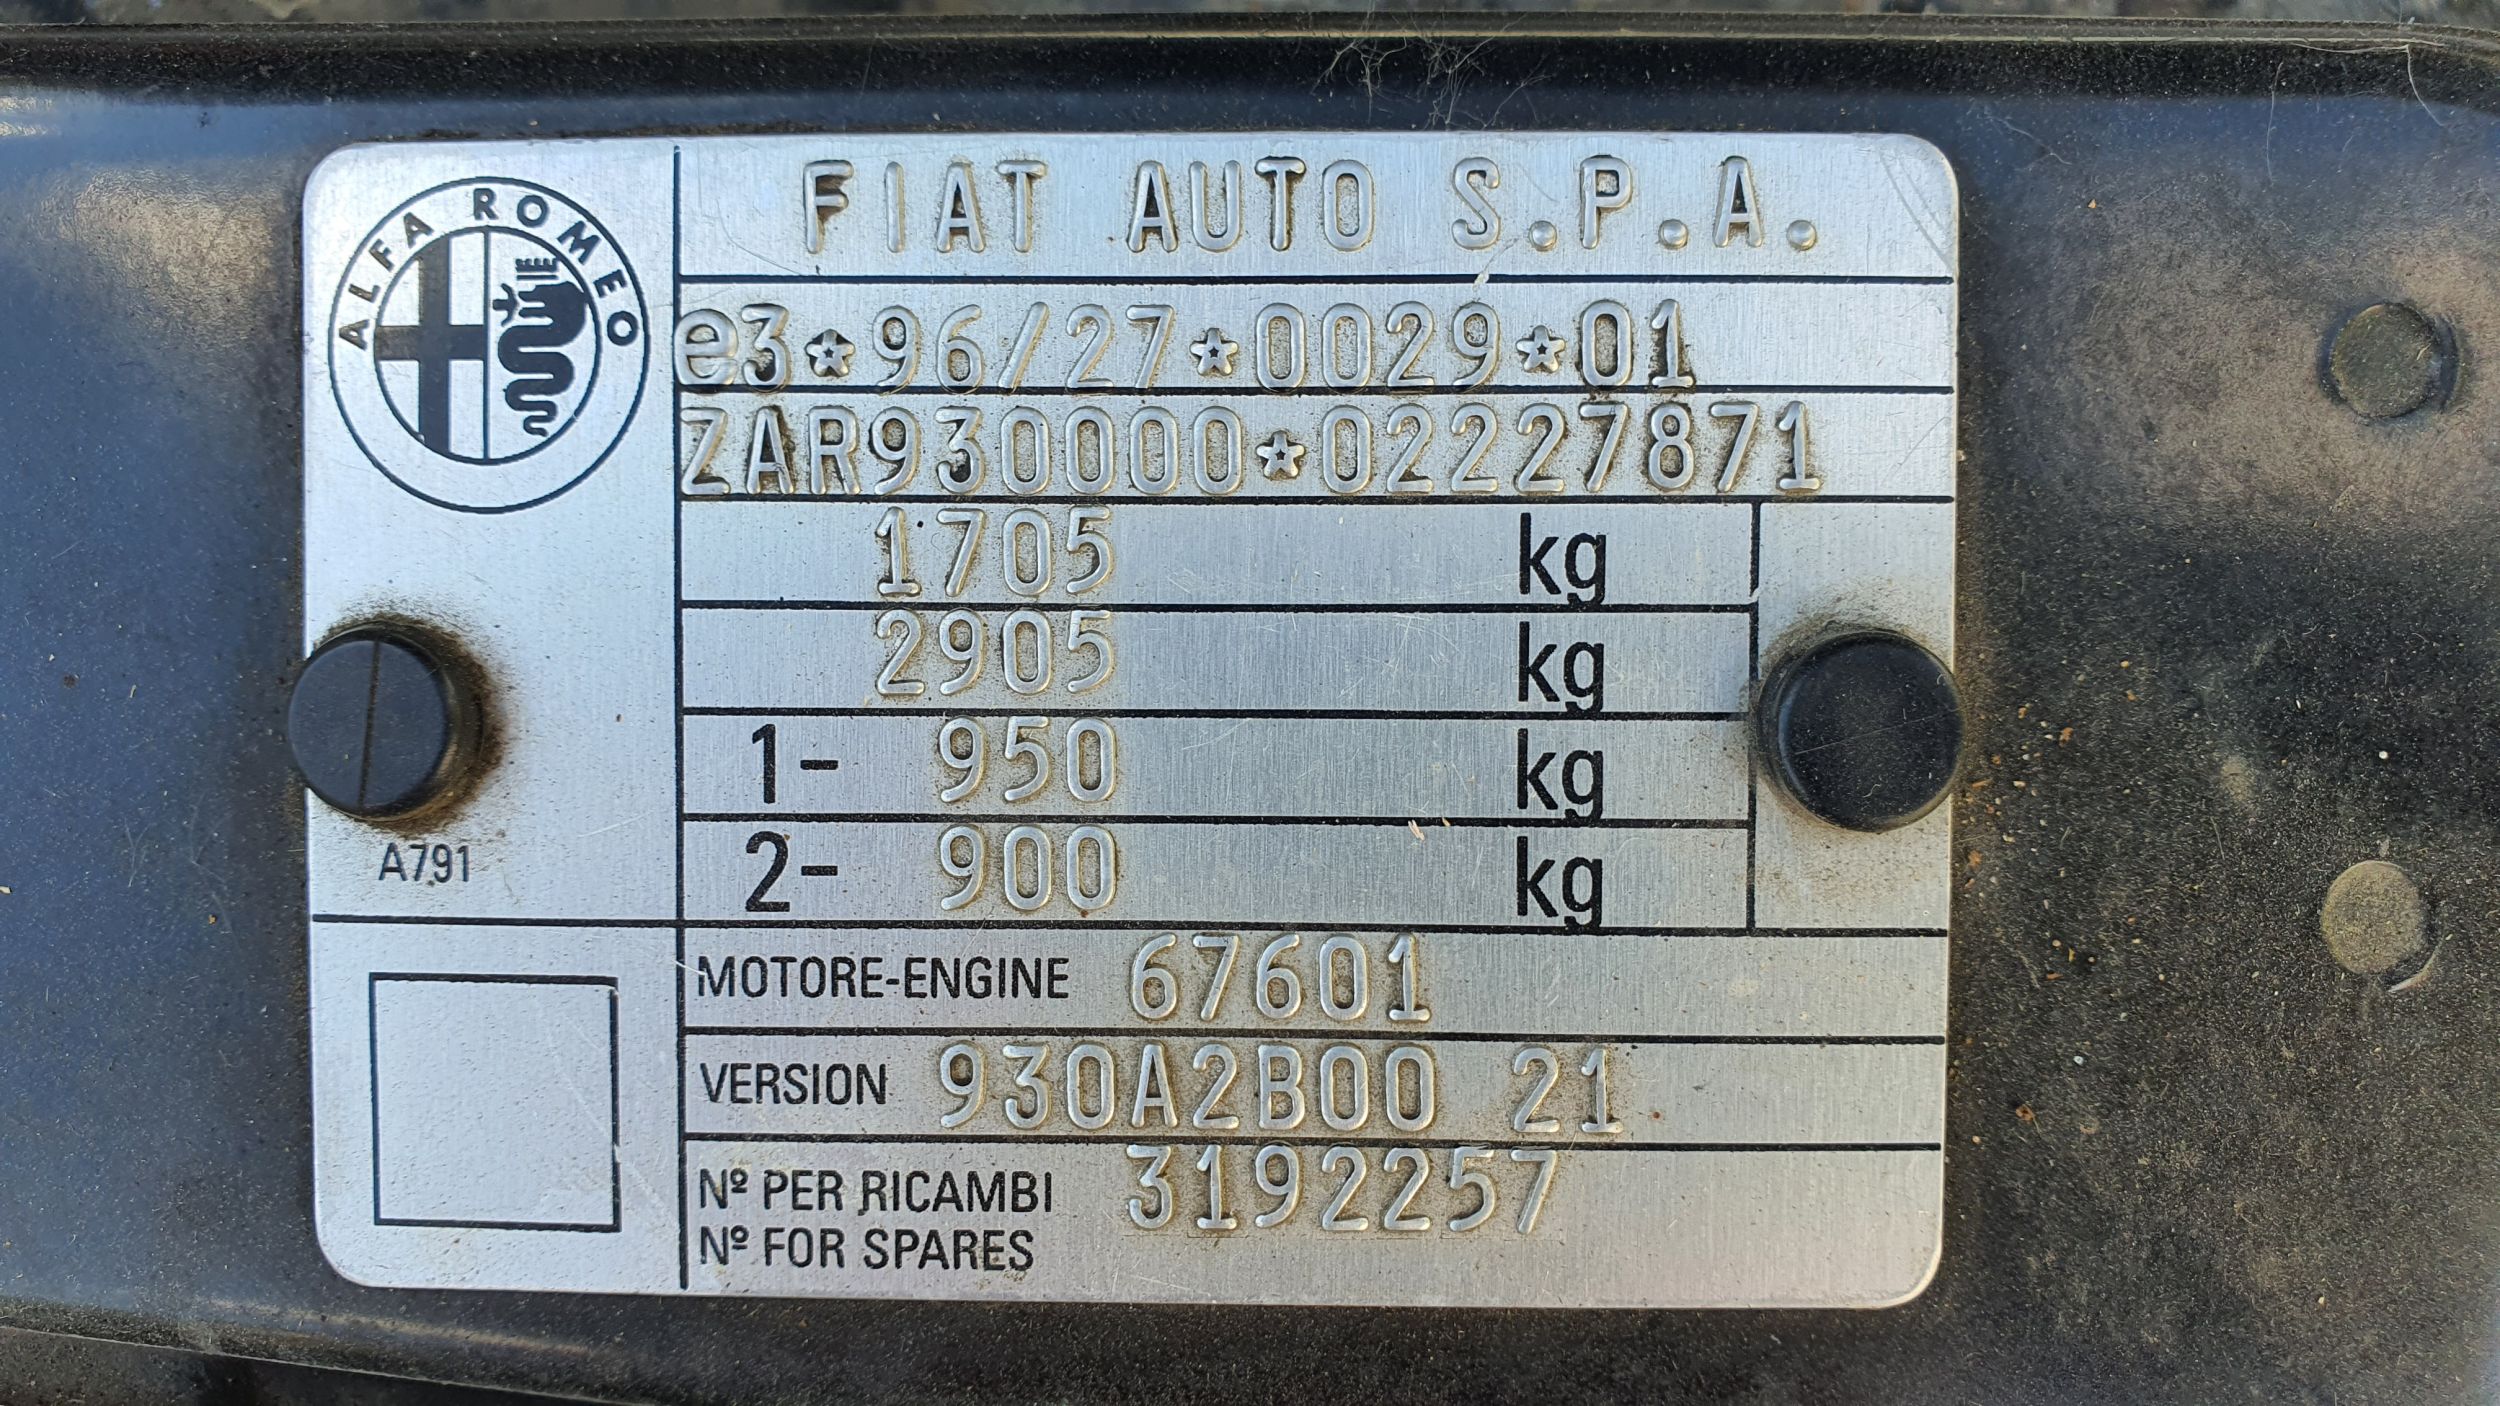 FIAT AUTO S.P.A.
ALFA ROMEO
e3*96/27*0029*01
ZAR930000*02227871
1705 kg
2905 kg
1- 950 kg
2- 900 kg
A791
MOTORE-ENGINE 67601
VERSION 930A2B00 21
Nº PER RICAMBI 3192257
Nº FOR SPARES